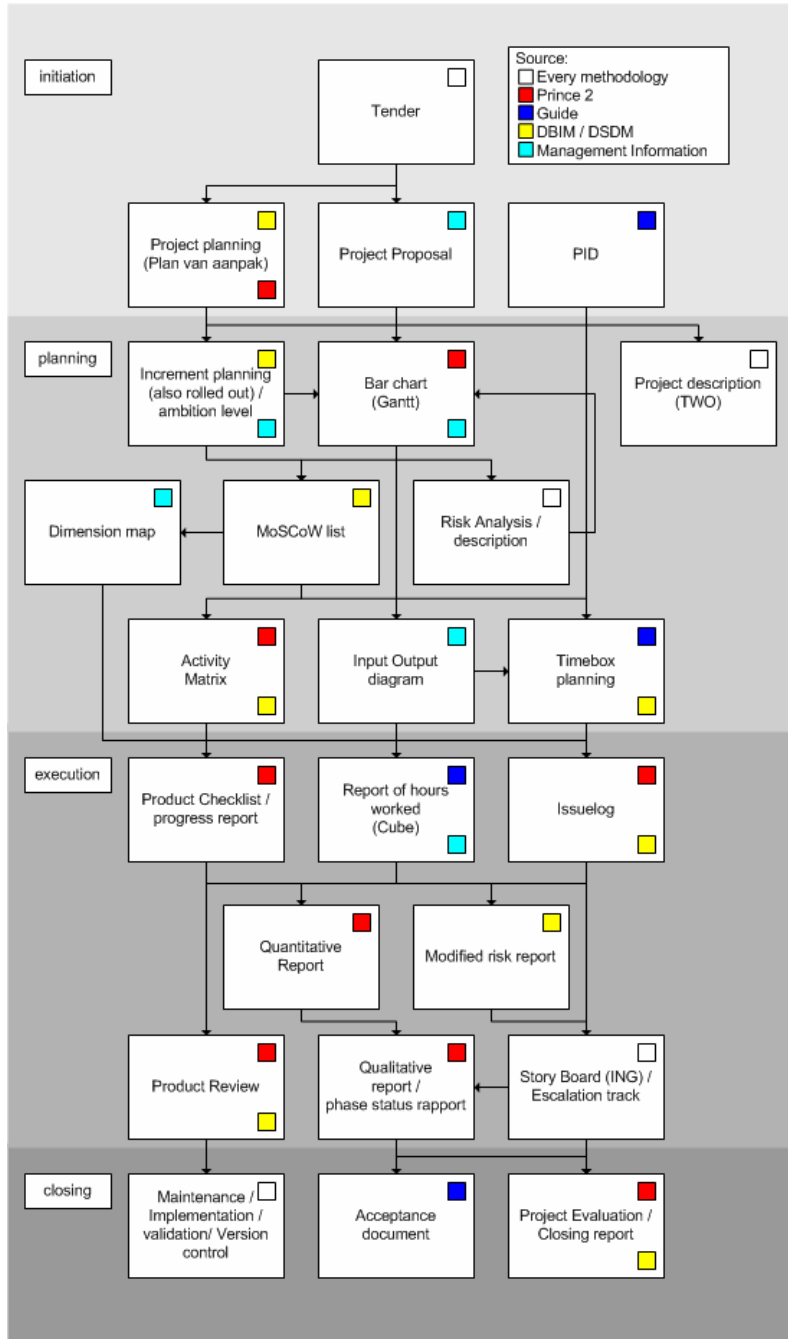 initiation
Tender
Source:
Every methodology
Prince 2
Guide
DBIM / DSDM
Management Information
Project planning
(Plan van aanpak)
Project Proposal
PID
planning
Increment planning
(also rolled out) /
ambition level
Bar chart
(Gantt)
Project description
(TWO)
Dimension map
MoSCoW list
Risk Analysis /
description
Activity
Matrix
Input Output
diagram
Timebox
planning
execution
Product Checklist /
progress report
Report of hours
worked
(Cube)
Issuelog
Quantitative
Report
Modified risk report
Product Review
Qualitative
report /
phase status rapport
Story Board (ING) /
Escalation track
closing
Maintenance /
Implementation /
validation/ Version
control
Acceptance
document
Project Evaluation /
Closing report